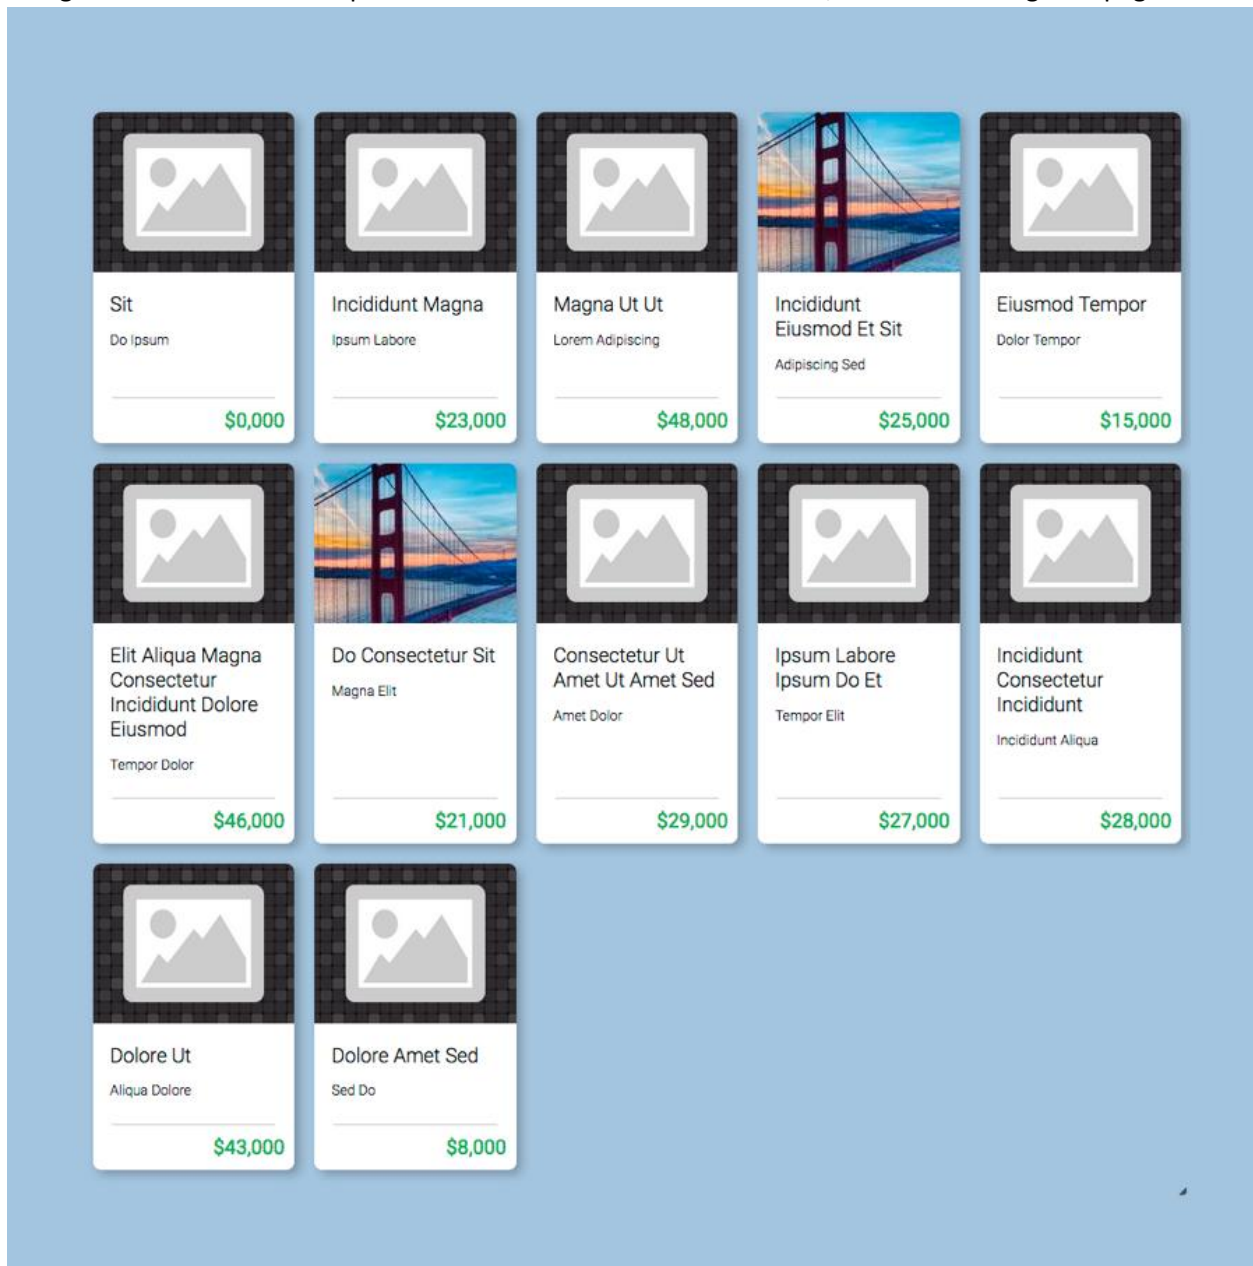 Sit
Do Ipsum
$0,000
Incididunt Magna
Ipsum Labore
$23,000
Magna Ut Ut
Lorem Adipiscing
$48,000
Incididunt
Eiusmod Et Sit
Adipiscing Sed
$25,000
Eiusmod Tempor
Dolor Tempor
$15,000
Elit Aliqua Magna
Consectetur
Incididunt Dolore
Eiusmod
Tempor Dolor
$46,000
Do Consectetur Sit
Magna Elit
$21,000
Consectetur Ut
Amet Ut Amet Sed
Amet Dolor
$29,000
Ipsum Labore
Ipsum Do Et
Tempor Elit
$27,000
Incididunt
Consectetur
Incididunt
Incididunt Aliqua
$28,000
Dolore Ut
Aliqua Dolore
$43,000
Dolore Amet Sed
Sed Do
$8,000